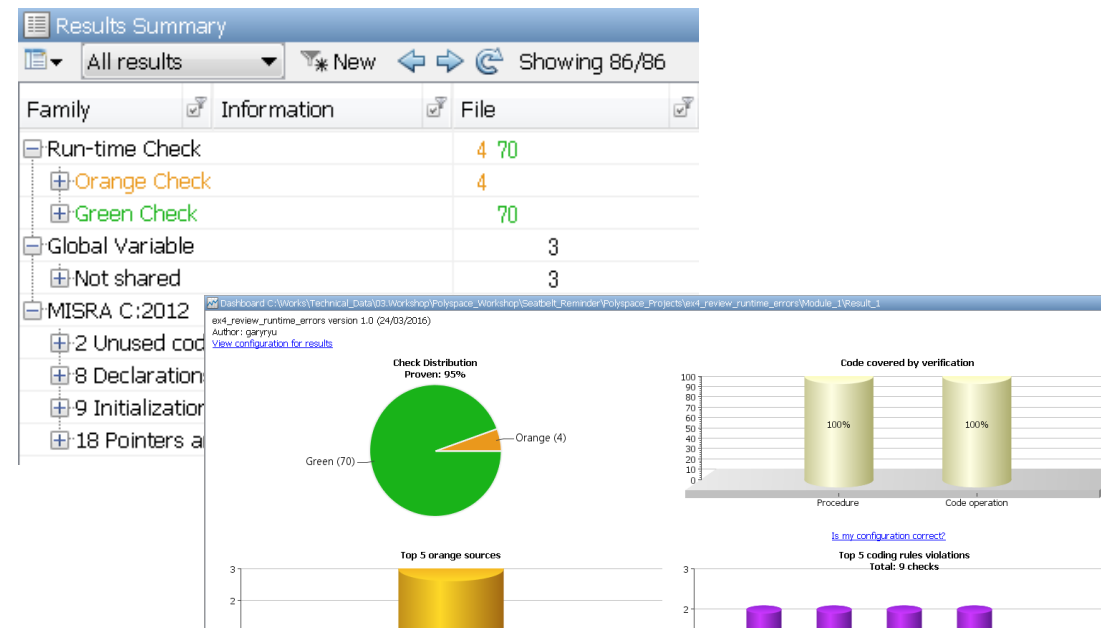 Results Summary
All results New Showing 86/86
Family Information File
Run-time Check 4 70
Orange Check 4
Green Check 70
Global Variable 3
Not shared 3
MISRA C:2012
2 Unused cod
8 Declaration
9 Initialization
18 Pointers a
Dashboard C:\Works\Technical_Data\03.Workshop\Polyspace_Workshop\Seatbelt_Reminder\Polyspace_Projects\ex4_review_runtime_errors\Module_1\Result_1
ex4_review_runtime_errors version 1.0 (24/03/2016)
Author: garyryu
View configuration for results
Check Distribution
Proven: 95%
Orange (4)
Green (70)
Code covered by verification
100
90
80
70
60
50
40
30
20
10
0
100% 100%
Procedure Code operation
Is my configuration correct?
Top 5 orange sources
3
2
Top 5 coding rules violations
Total: 9 checks
3
2